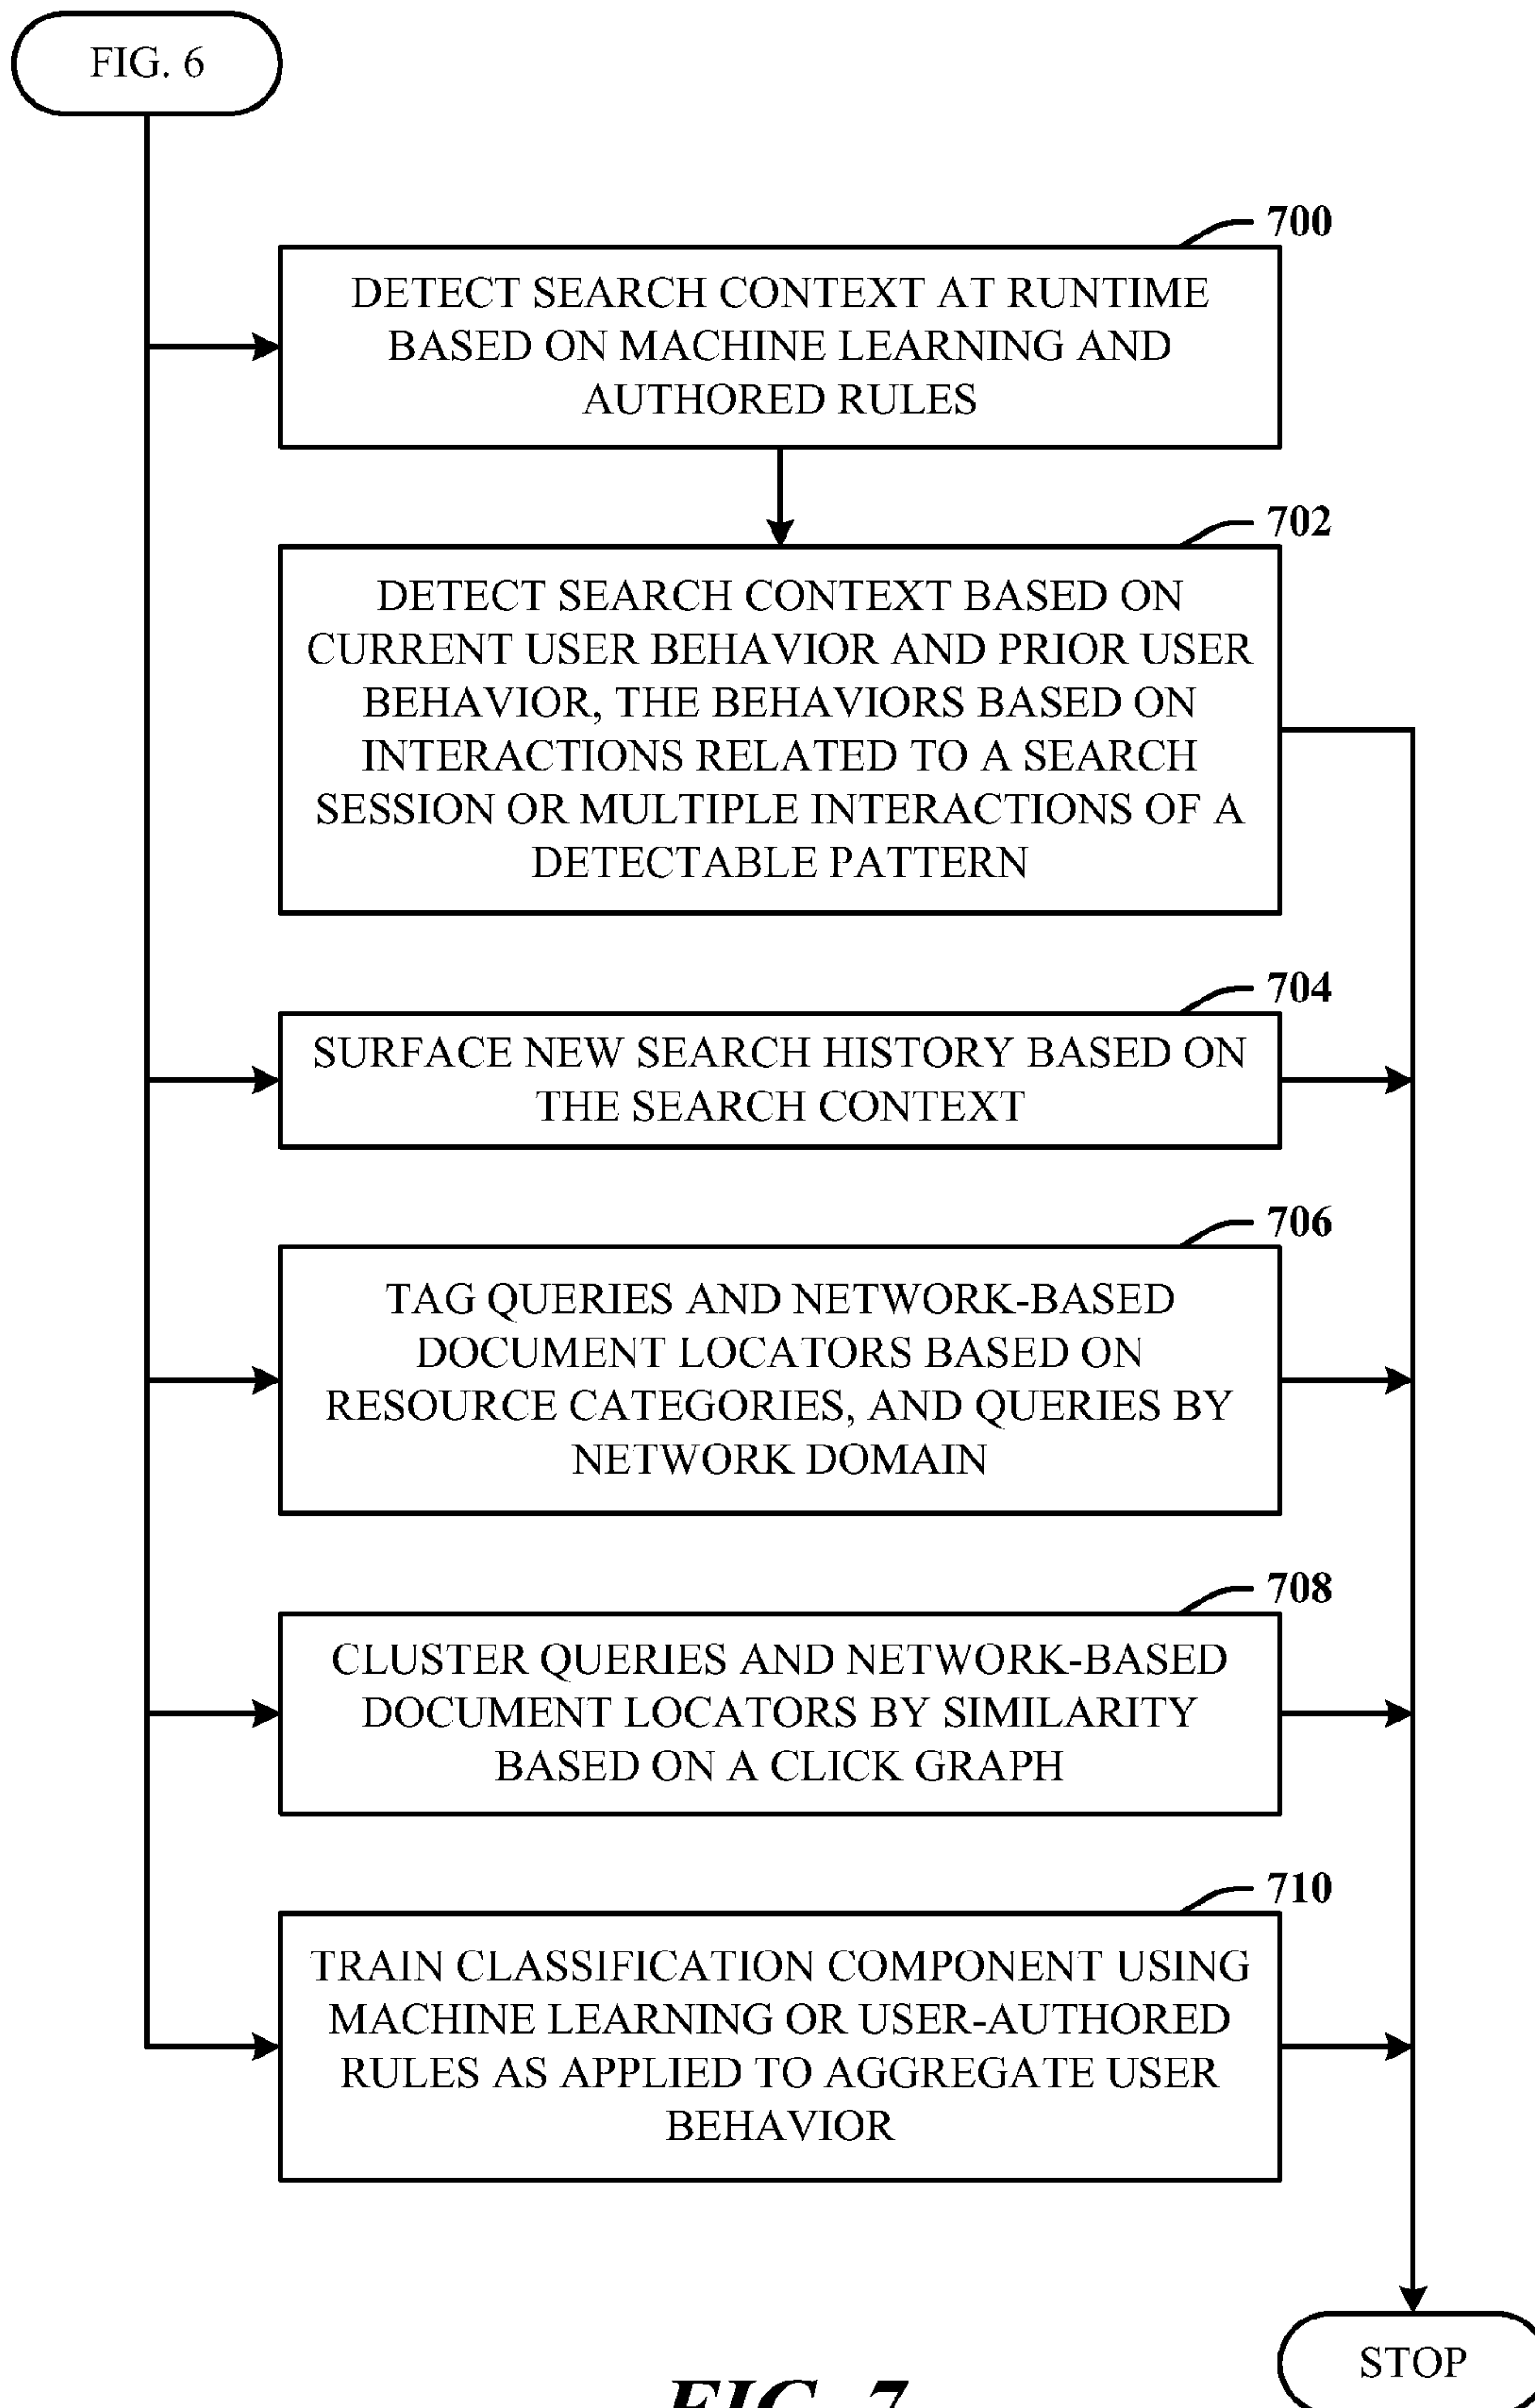 FIG. 6
700
DETECT SEARCH CONTEXT AT RUNTIME
BASED ON MACHINE LEARNING AND
AUTHORED RULES
702
DETECT SEARCH CONTEXT BASED ON
CURRENT USER BEHAVIOR AND PRIOR USER
BEHAVIOR, THE BEHAVIORS BASED ON
INTERACTIONS RELATED TO A SEARCH
SESSION OR MULTIPLE INTERACTIONS OF A
DETECTABLE PATTERN
704
SURFACE NEW SEARCH HISTORY BASED ON
THE SEARCH CONTEXT
706
TAG QUERIES AND NETWORK-BASED
DOCUMENT LOCATORS BASED ON
RESOURCE CATEGORIES, AND QUERIES BY
NETWORK DOMAIN
708
CLUSTER QUERIES AND NETWORK-BASED
DOCUMENT LOCATORS BY SIMILARITY
BASED ON A CLICK GRAPH
710
TRAIN CLASSIFICATION COMPONENT USING
MACHINE LEARNING OR USER-AUTHORED
RULES AS APPLIED TO AGGREGATE USER
BEHAVIOR
STOP
FIG. 7